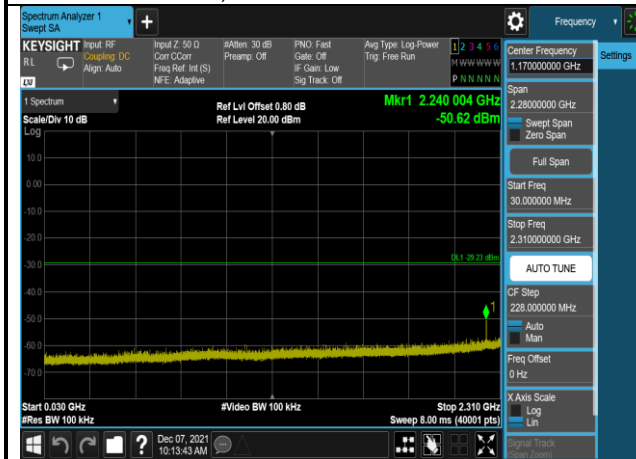 Spectrum Analyzer 1
Swept SA
+
Frequency
KEYSIGHT
RL
Input: RF
Coupling: DC
Align: Auto
Input Z: 50 Ω
Corr CCorr
Freq Ref: Int (S)
NFE: Adaptive
#Atten: 30 dB
Preamp: Off
PNO: Fast
Gate: Off
IF Gain: Low
Sig Track: Off
Avg Type: Log-Power
Trig: Free Run
1 2 3 4 5 6
M W W W W W
P N N N N N
LXI
Center Frequency
1.170000000 GHz
Settings
Span
2.28000000 GHz
Swept Span
Zero Span
Full Span
Start Freq
30.000000 MHz
Stop Freq
2.310000000 GHz
AUTO TUNE
CF Step
228.000000 MHz
Auto
Man
Freq Offset
0 Hz
X Axis Scale
Log
Lin
Signal Track
(Span Zoom)
1 Spectrum
Scale/Div 10 dB
Ref Lvl Offset 0.80 dB
Ref Level 20.00 dBm
Mkr1 2.240 004 GHz
-50.62 dBm
Log
10.0
0.00
-10.0
-20.0
-30.0
-40.0
-50.0
-60.0
-70.0
DL1 -29.23 dBm
1
Start 0.030 GHz
#Res BW 100 kHz
#Video BW 100 kHz
Stop 2.310 GHz
Sweep 8.00 ms (40001 pts)
?
Dec 07, 2021
10:13:43 AM